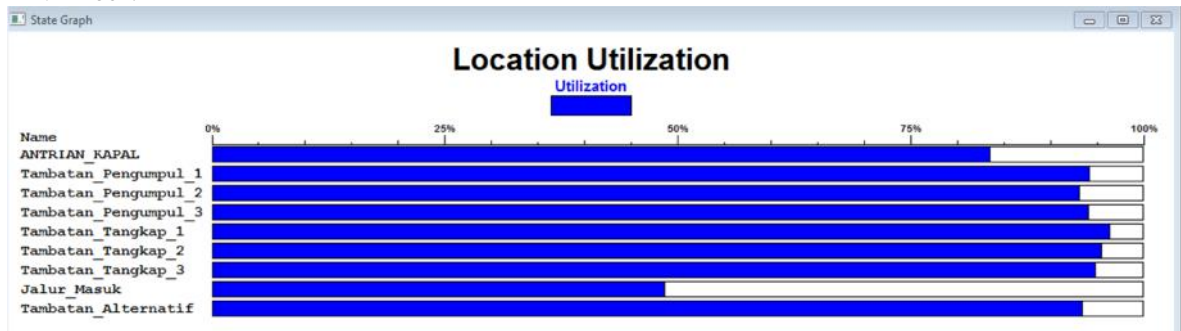 State Graph
Location Utilization
Utilization
Name 0% 25% 50% 75% 100%
ANTRIAN_KAPAL
Tambatan_Pengumpul_1
Tambatan_Pengumpul_2
Tambatan_Pengumpul_3
Tambatan_Tangkap_1
Tambatan_Tangkap_2
Tambatan_Tangkap_3
Jalur_Masuk
Tambatan_Alternatif